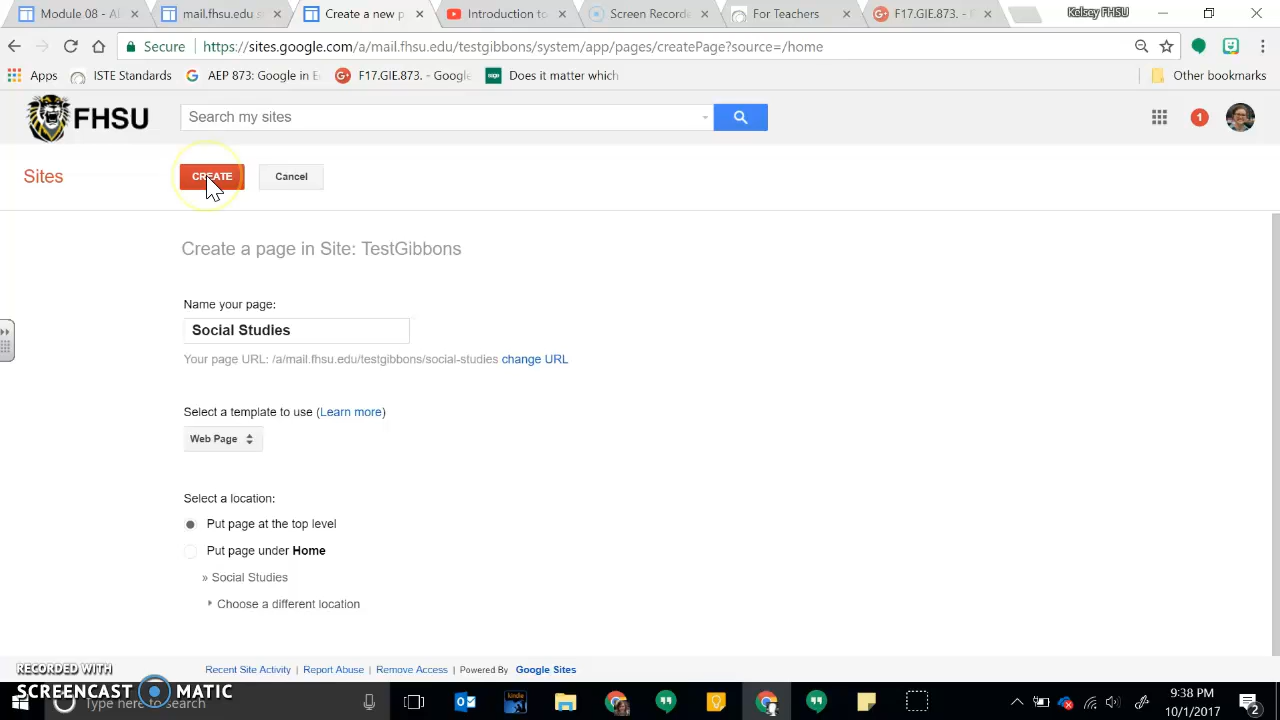 Module 08 - Al
mail.fhsu.edu s
Create a new p
Introduction to
Screen Recorde
For Teachers
F17.GIE.873. - E
Kelsey FHSU
Secure
https://sites.google.com/a/mail.fhsu.edu/testgibbons/system/app/pages/createPage?source=/home
Apps
ISTE Standards
AEP 873: Google in E
F17.GIE.873. - Google
Does it matter which
Other bookmarks
FHSU
Search my sites
1
Sites
CREATE
Cancel
Create a page in Site: TestGibbons
Name your page:
Social Studies
Your page URL: /a/mail.fhsu.edu/testgibbons/social-studies change URL
Select a template to use (Learn more)
Web Page
Select a location:
Put page at the top level
Put page under Home
» Social Studies
Choose a different location
Recent Site Activity | Report Abuse | Remove Access | Powered By Google Sites
RECORDED WITH
SCREENCAST MATIC
Type here to search
kindle
9:38 PM
10/1/2017
2